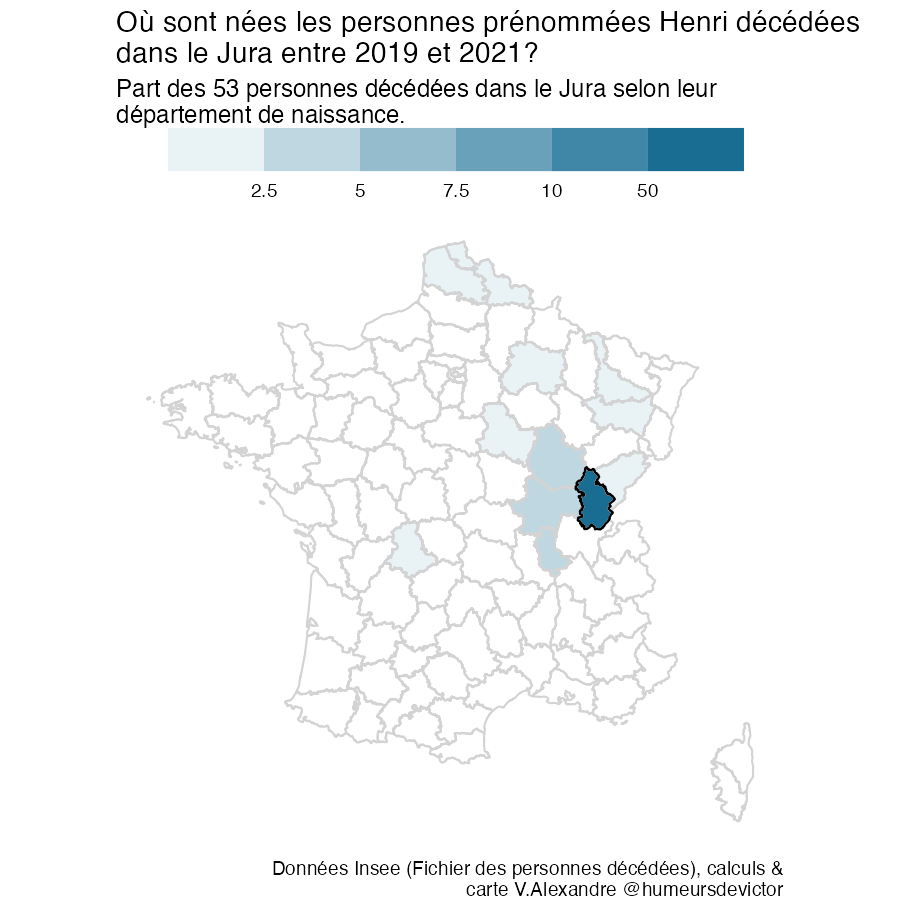 Où sont nées les personnes prénommées Henri décédées
dans le Jura entre 2019 et 2021?
Part des 53 personnes décédées dans le Jura selon leur
département de naissance.
2.5 5 7.5 10 50
Données Insee (Fichier des personnes décédées), calculs &
carte V.Alexandre @humeursdevictor